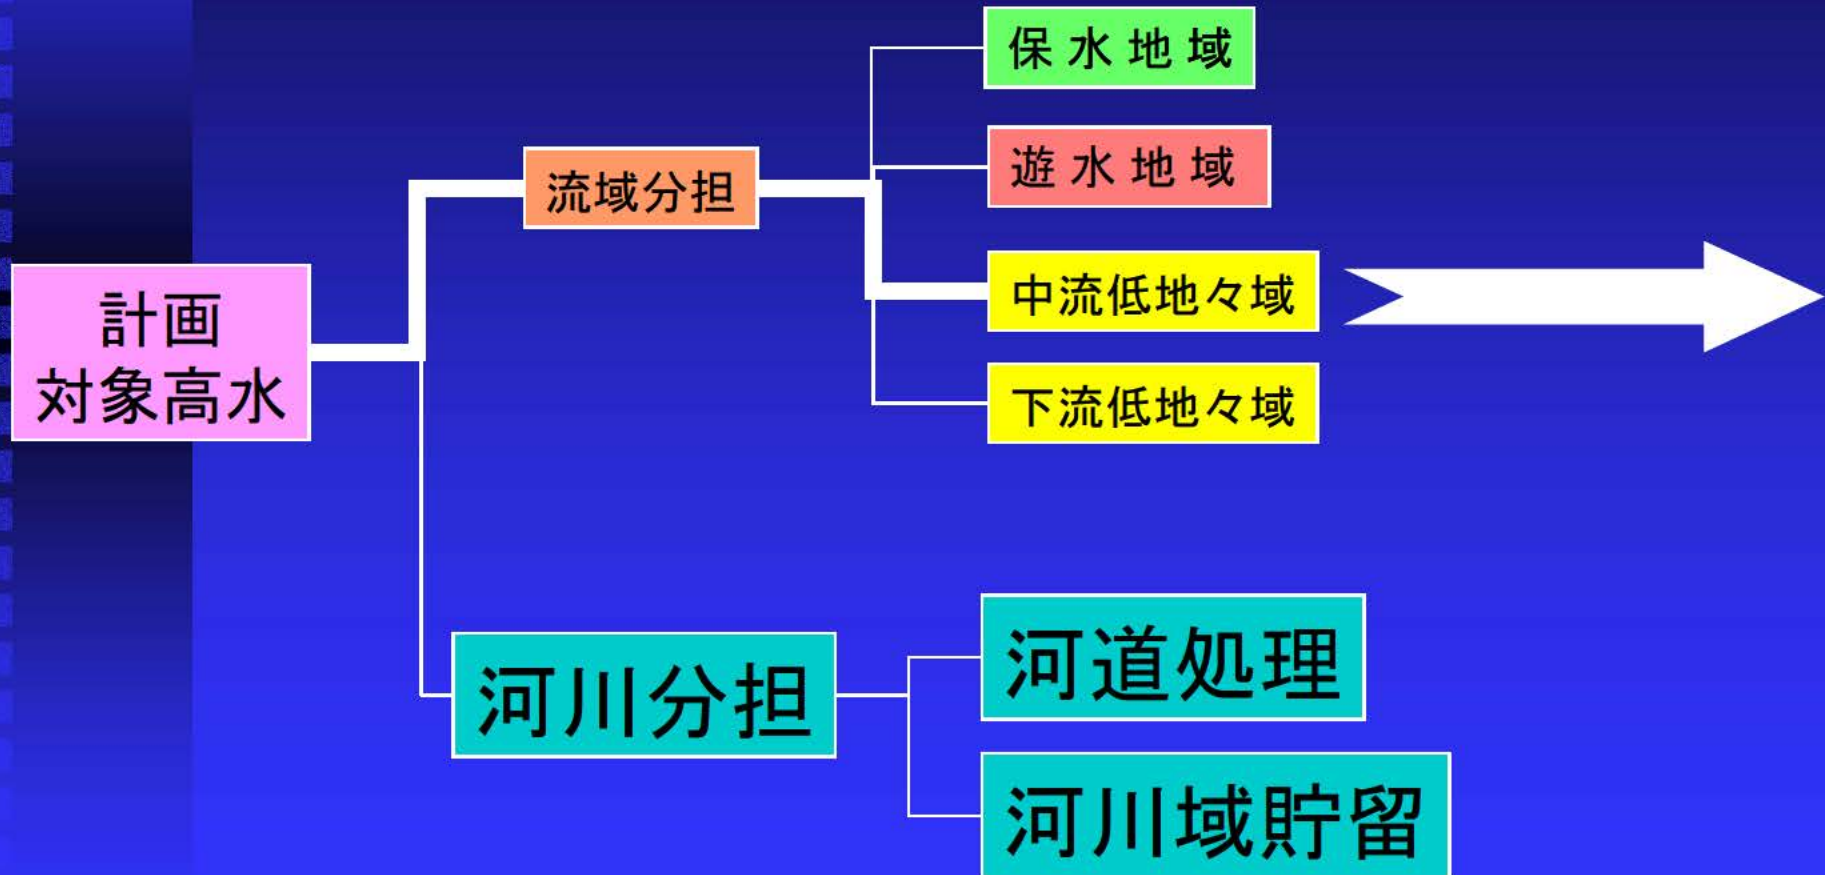 保水地域
遊水地域
流域分担
中流低地々域
計画
対象高水
下流低地々域
河川分担
河道処理
河川域貯留